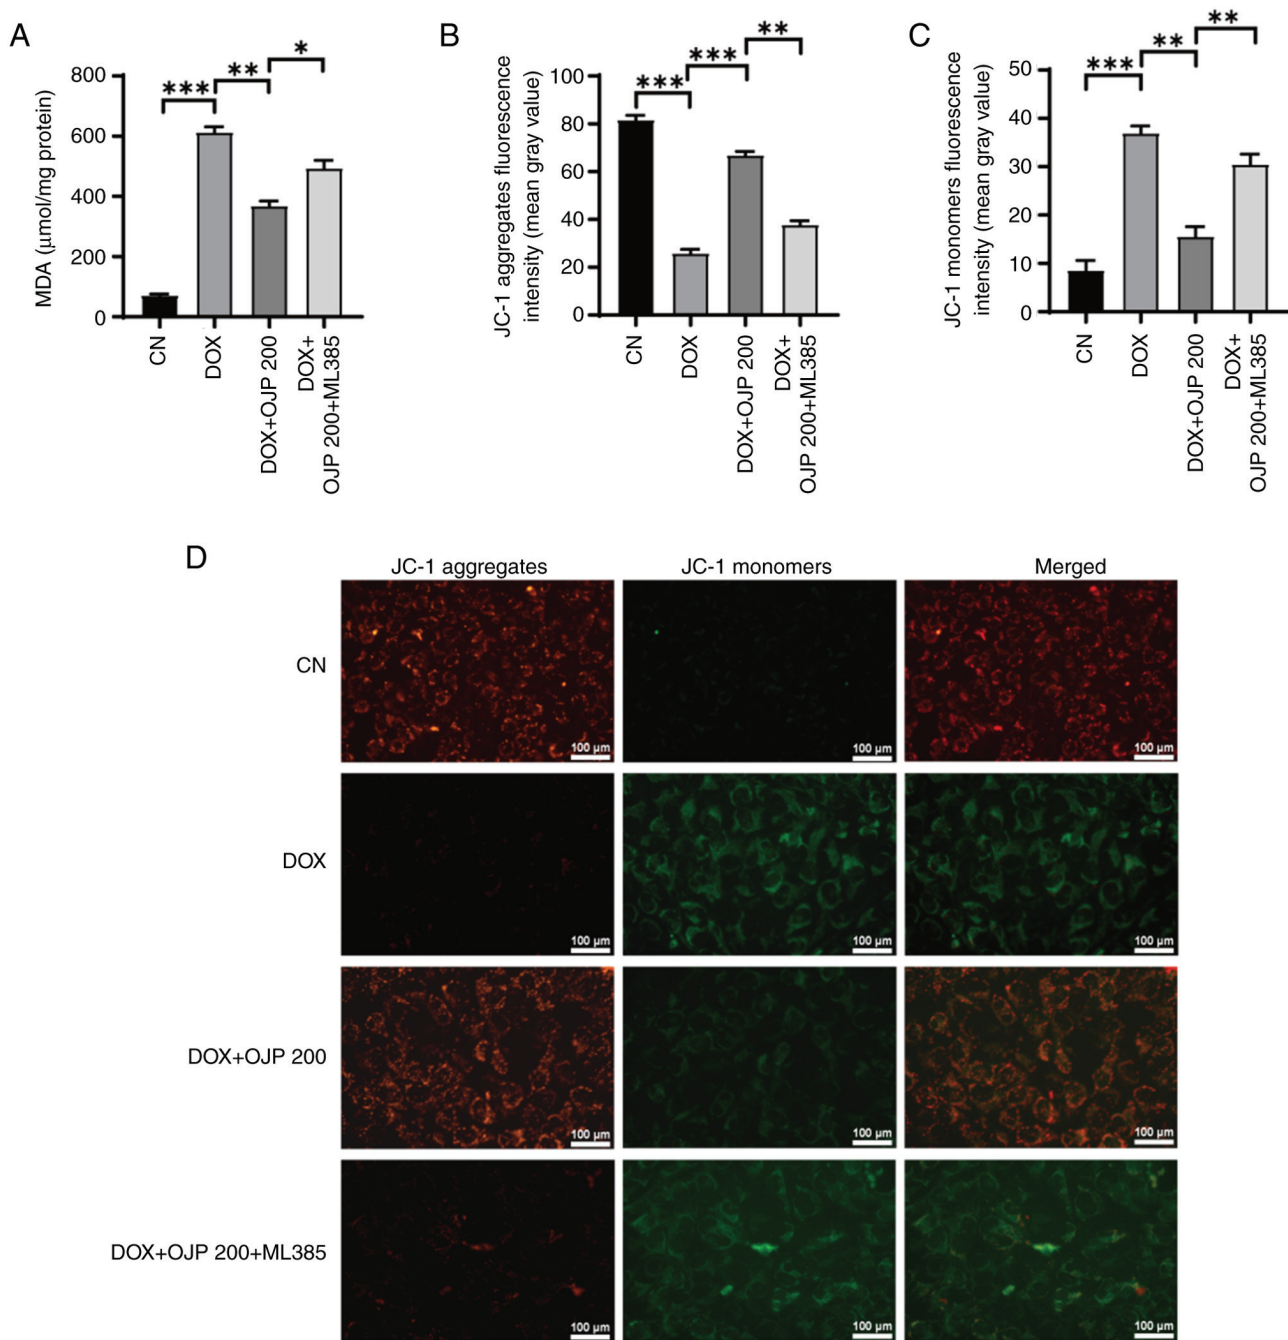 A
MDA (µmol/mg protein)
800
600
400
200
0
***
**
*
CN
DOX
DOX+OJP 200
DOX+
OJP 200+ML385
B
JC-1 aggregates fluorescence
intensity (mean gray value)
100
80
60
40
20
0
***
***
**
CN
DOX
DOX+OJP 200
DOX+
OJP 200+ML385
C
JC-1 monomers fluorescence
intensity (mean gray value)
50
40
30
20
10
0
***
**
**
CN
DOX
DOX+OJP 200
DOX+
OJP 200+ML385
D
JC-1 aggregates JC-1 monomers Merged
CN
100 µm 100 µm 100 µm
DOX
100 µm 100 µm 100 µm
DOX+OJP 200
100 µm 100 µm 100 µm
DOX+OJP 200+ML385
100 µm 100 µm 100 µm